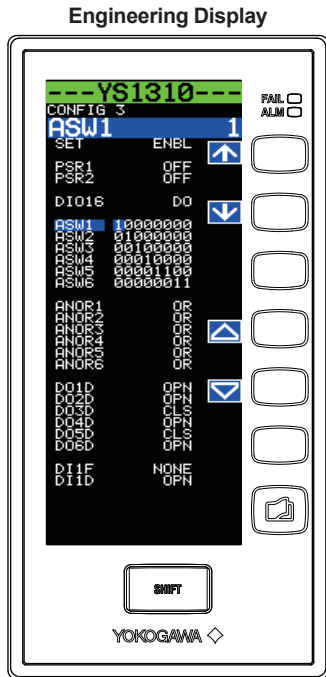 Engineering Display
---YS1310---
FAIL
ALM
CONFIG 3
ASW1 1
SET ENBL
PSR1 OFF
PSR2 OFF
DIO16 DO
ASW1 10000000
ASW2 01000000
ASW3 00100000
ASW4 00010000
ASW5 00001100
ASW6 00000011
ANOR1 OR
ANOR2 OR
ANOR3 OR
ANOR4 OR
ANOR5 OR
ANOR6 OR
DO1D OPN
DO2D OPN
DO3D CLS
DO4D OPN
DO5D CLS
DO6D OPN
DI1F NONE
DI1D OPN
SHIFT
YOKOGAWA